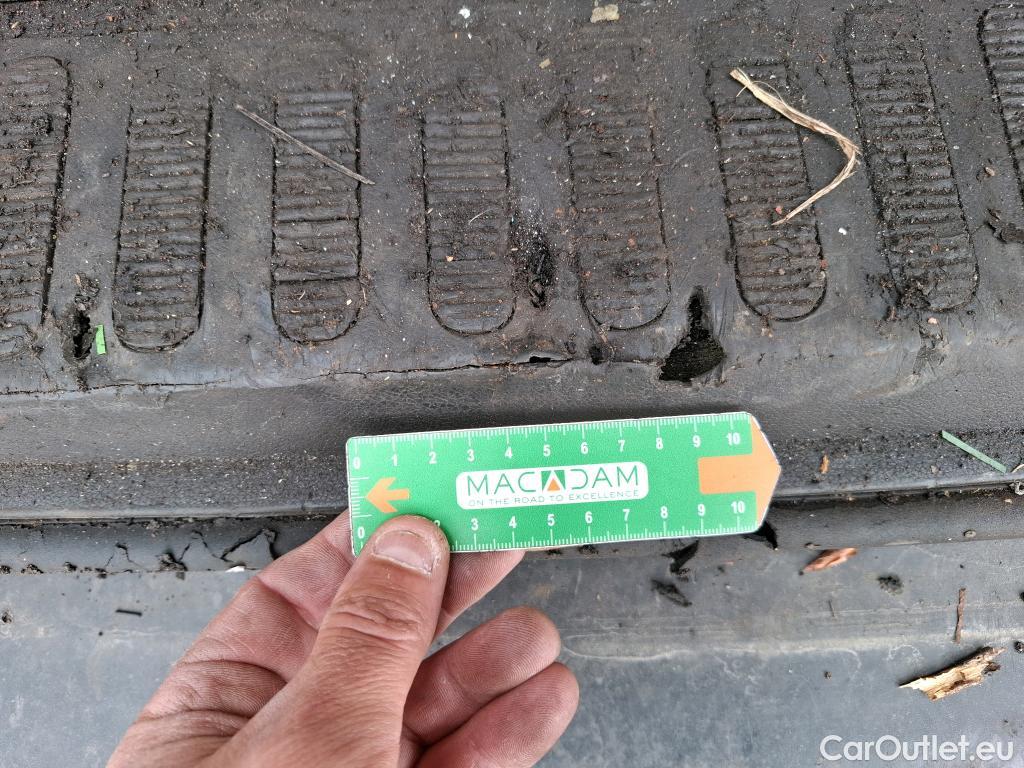 0 1 2 3 4 5 6 7 8 9 10
MACADAM
ON THE ROAD TO EXCELLENCE
0 2 3 4 5 6 7 8 9 10
CarOutlet.eu